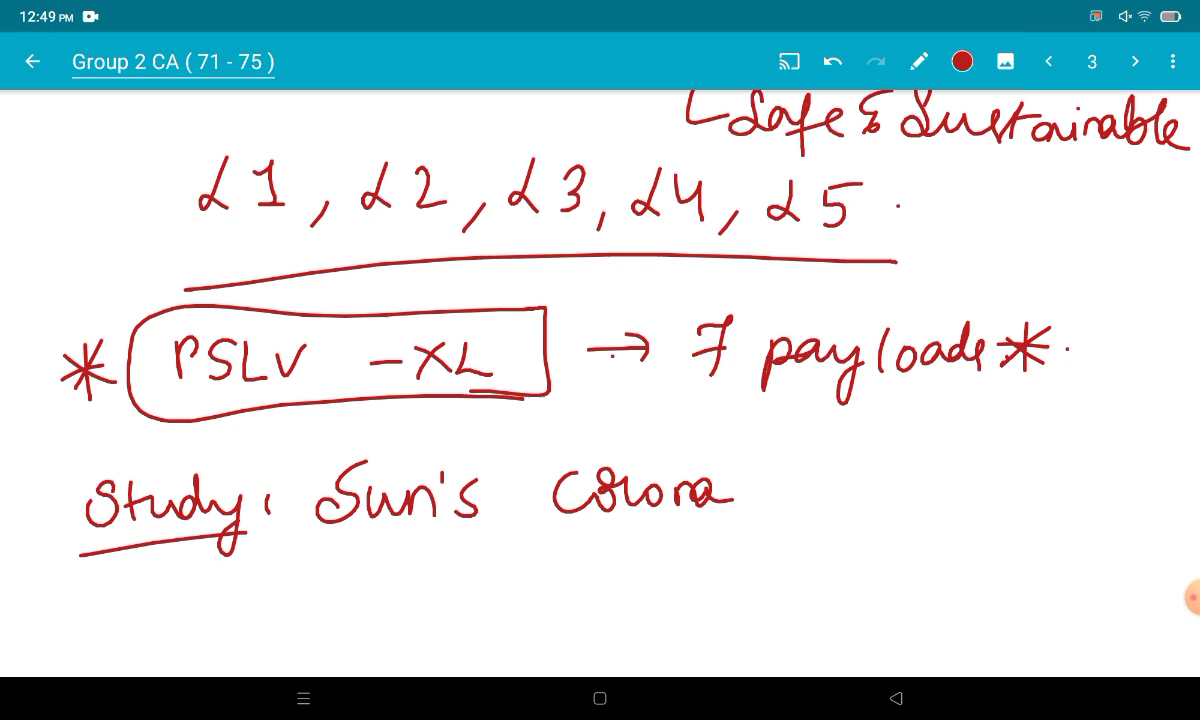 12:49 PM
Group 2 CA ( 71 - 75 )
3
Safe & Sustainable
L1, L2, L3, L4, L5.
* PSLV - XL → 7 payloads *.
Study: Sun's Corona